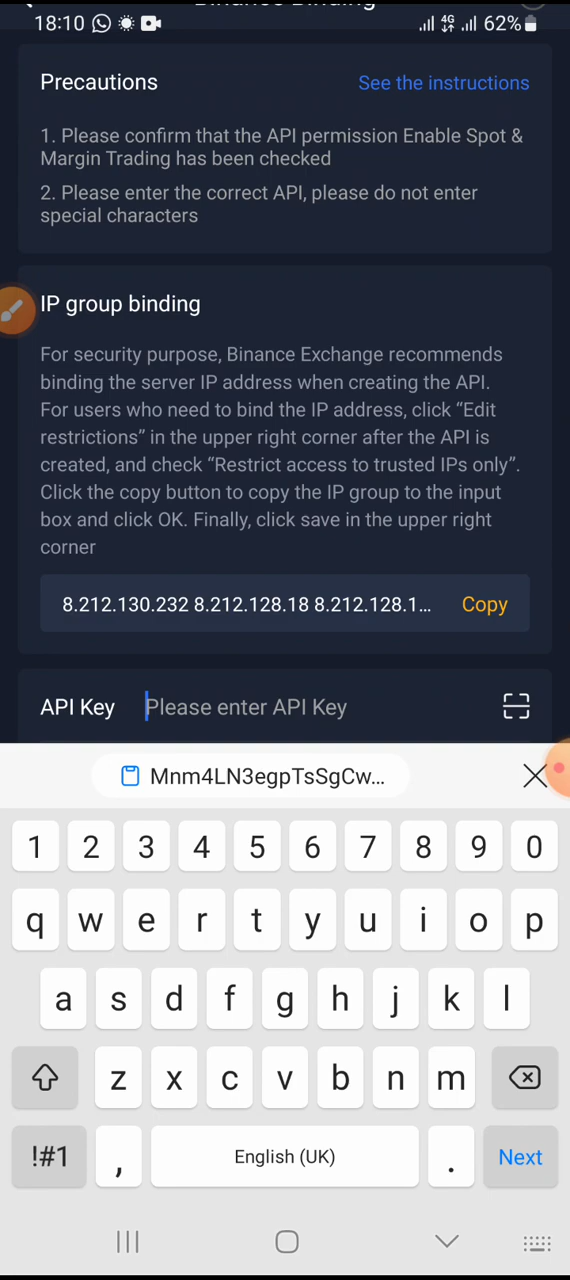 Binance Binding
18:10 4G 62%
Precautions See the instructions
1. Please confirm that the API permission Enable Spot &
Margin Trading has been checked
2. Please enter the correct API, please do not enter
special characters
IP group binding
For security purpose, Binance Exchange recommends
binding the server IP address when creating the API.
For users who need to bind the IP address, click “Edit
restrictions” in the upper right corner after the API is
created, and check “Restrict access to trusted IPs only”.
Click the copy button to copy the IP group to the input
box and click OK. Finally, click save in the upper right
corner
8.212.130.232 8.212.128.18 8.212.128.1... Copy
API Key Please enter API Key
Mnm4LN3egpTsSgCw...
1 2 3 4 5 6 7 8 9 0
q w e r t y u i o p
a s d f g h j k l
z x c v b n m
!#1 , English (UK) . Next